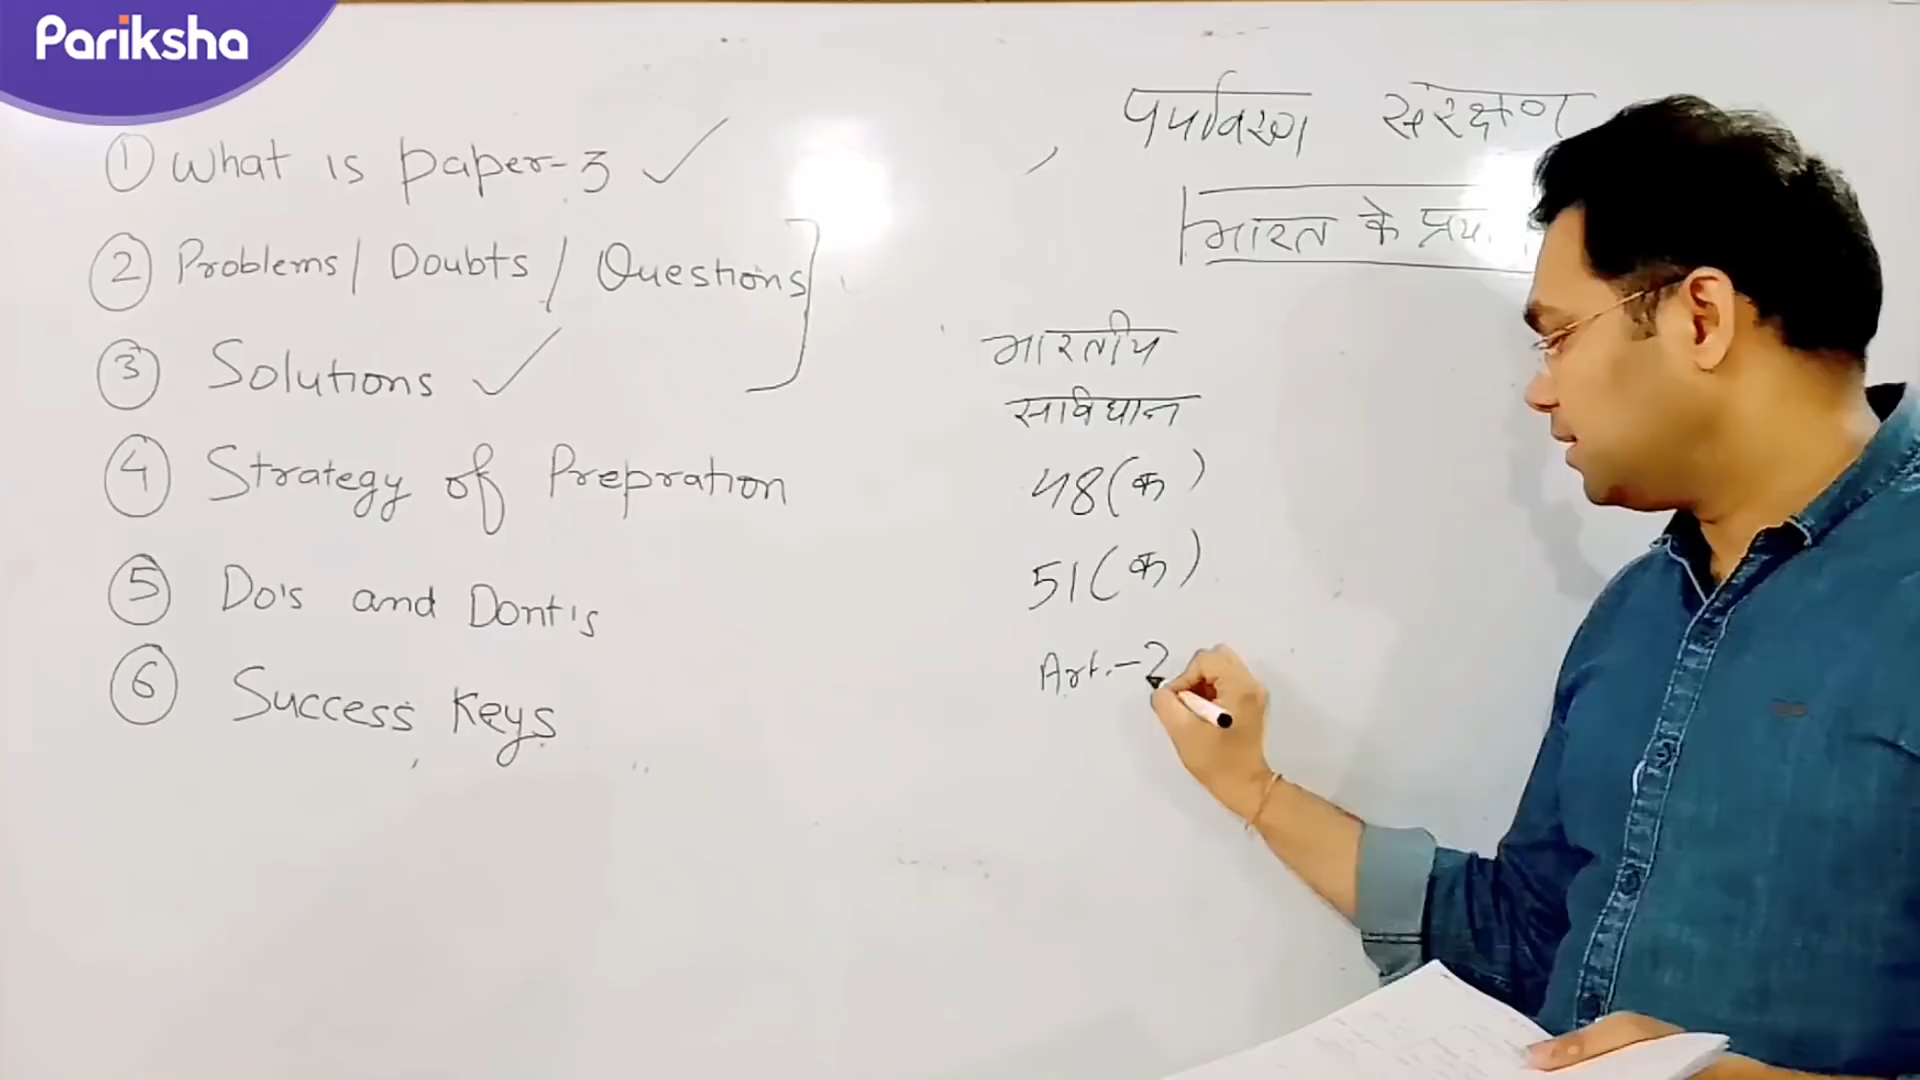 Pariksha
① What is paper-3 ✓
② Problems / Doubts / Questions
③ Solutions ✓
④ Strategy of Prepration
⑤ Do's and Dont's
⑥ Success Keys
पर्यावरण संरक्षण
भारत के प्रया
भारतीय
संविधान
48(क)
51(क)
Art.-2